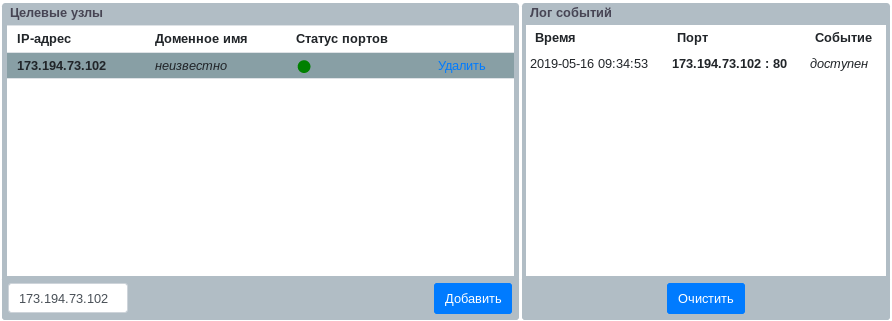 Целевые узлы
IP-адрес Доменное имя Статус портов
173.194.73.102 неизвестно Удалить
173.194.73.102 Добавить
Лог событий
Время Порт Событие
2019-05-16 09:34:53 173.194.73.102 : 80 доступен
Очистить